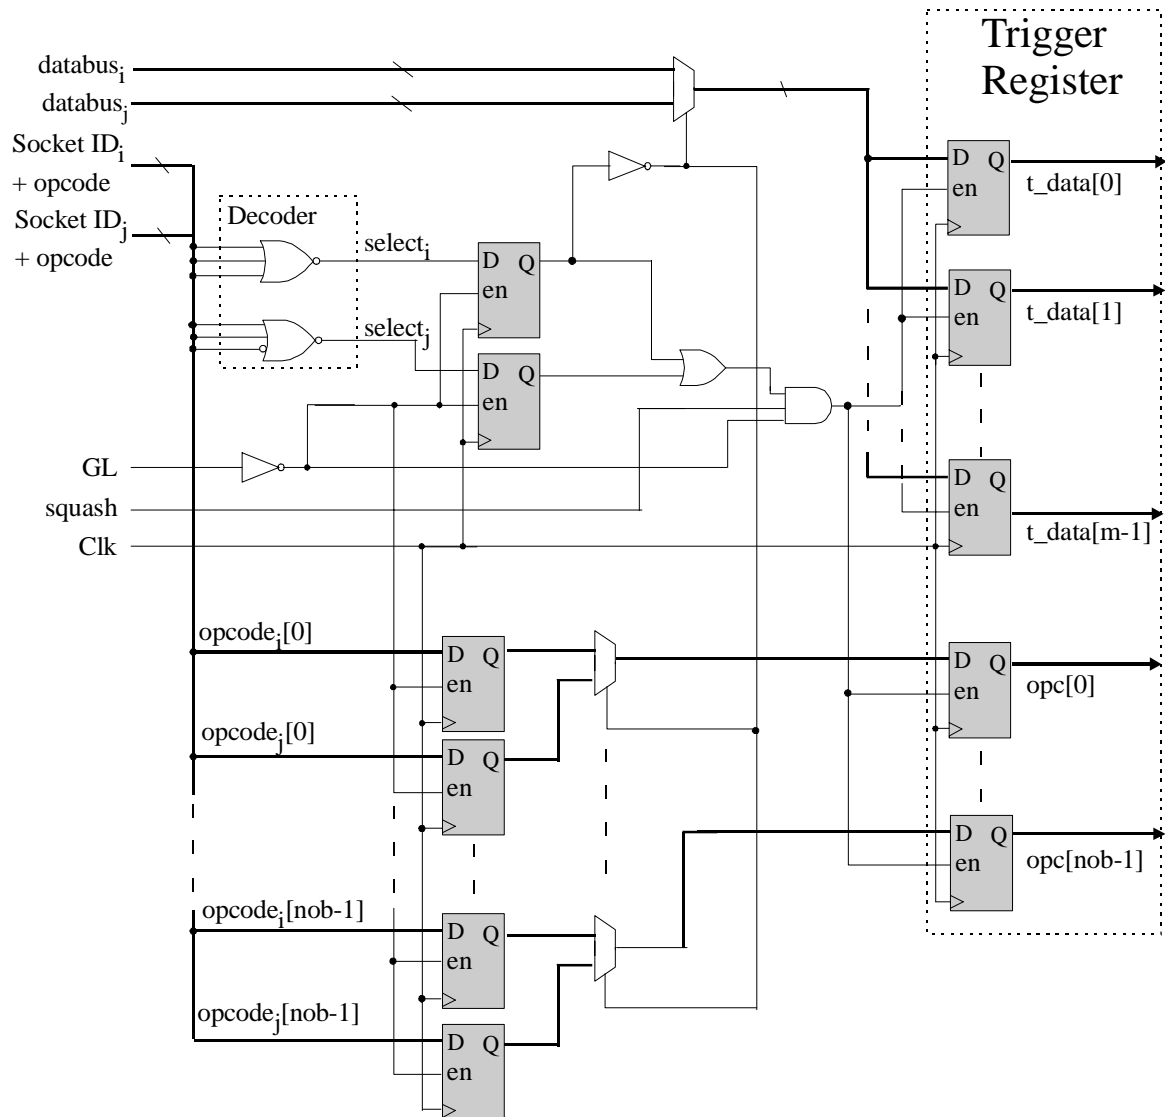 Trigger
Register
databus_i
databus_j
Socket ID_i
+ opcode
Socket ID_j
+ opcode
Decoder
select_i
select_j
D Q
en
D Q
en
GL
squash
Clk
D Q
en
t_data[0]
D Q
en
t_data[1]
D Q
en
t_data[m-1]
opcode_i[0]
D Q
en
opcode_j[0]
D Q
en
opcode_i[nob-1]
D Q
en
opcode_j[nob-1]
D Q
en
D Q
en
opc[0]
D Q
en
opc[nob-1]